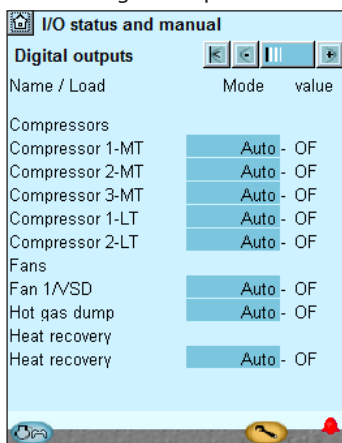 I/O status and manual
Digital outputs
Name / Load Mode value
Compressors
Compressor 1-MT Auto - OF
Compressor 2-MT Auto - OF
Compressor 3-MT Auto - OF
Compressor 1-LT Auto - OF
Compressor 2-LT Auto - OF
Fans
Fan 1/VSD Auto - OF
Hot gas dump Auto - OF
Heat recovery
Heat recovery Auto - OF